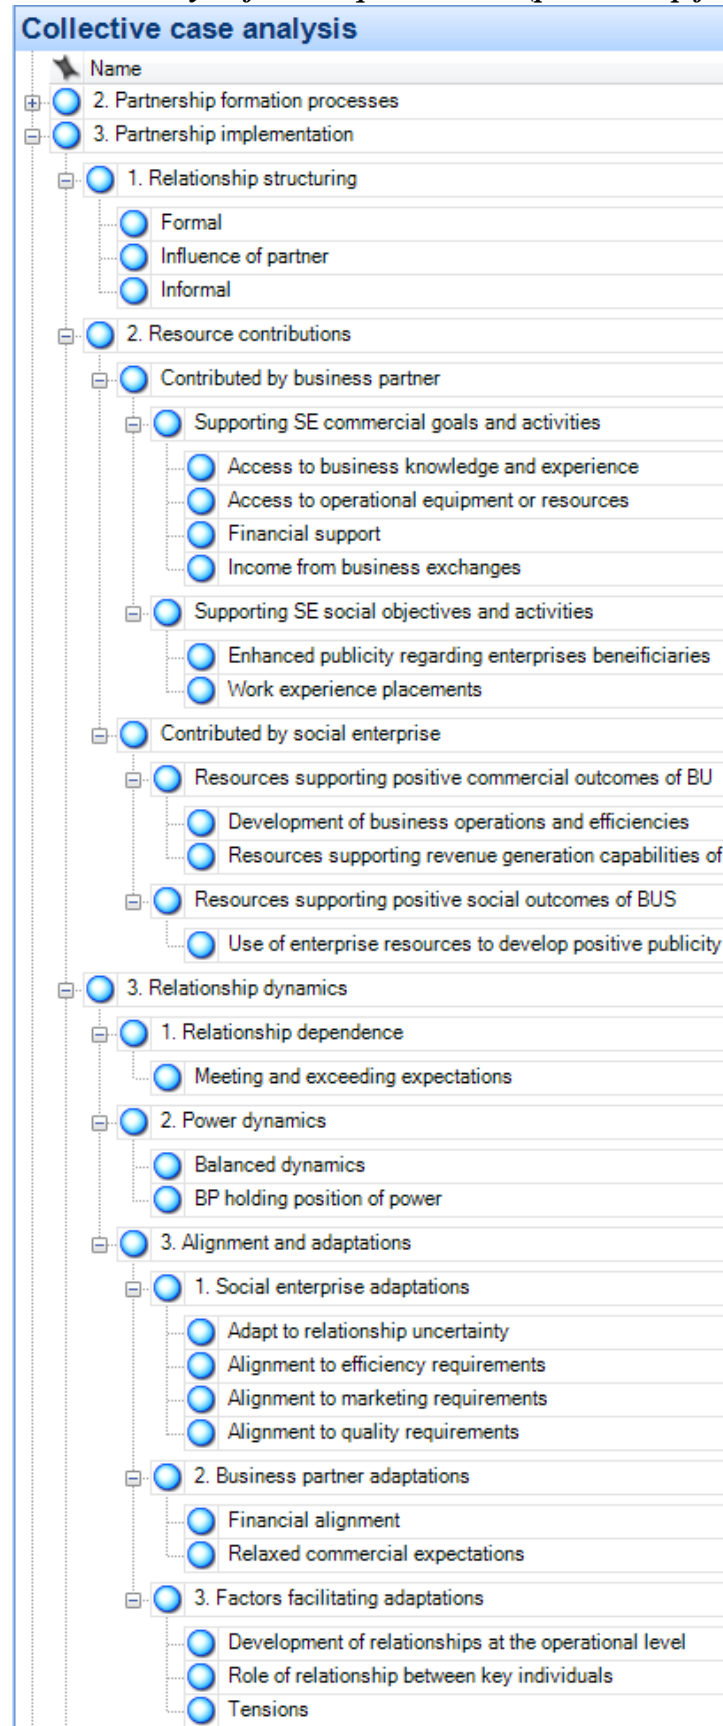 Collective case analysis
Name
2. Partnership formation processes
3. Partnership implementation
1. Relationship structuring
Formal
Influence of partner
Informal
2. Resource contributions
Contributed by business partner
Supporting SE commercial goals and activities
Access to business knowledge and experience
Access to operational equipment or resources
Financial support
Income from business exchanges
Supporting SE social objectives and activities
Enhanced publicity regarding enterprises beneificiaries
Work experience placements
Contributed by social enterprise
Resources supporting positive commercial outcomes of BU
Development of business operations and efficiencies
Resources supporting revenue generation capabilities of
Resources supporting positive social outcomes of BUS
Use of enterprise resources to develop positive publicity
3. Relationship dynamics
1. Relationship dependence
Meeting and exceeding expectations
2. Power dynamics
Balanced dynamics
BP holding position of power
3. Alignment and adaptations
1. Social enterprise adaptations
Adapt to relationship uncertainty
Alignment to efficiency requirements
Alignment to marketing requirements
Alignment to quality requirements
2. Business partner adaptations
Financial alignment
Relaxed commercial expectations
3. Factors facilitating adaptations
Development of relationships at the operational level
Role of relationship between key individuals
Tensions